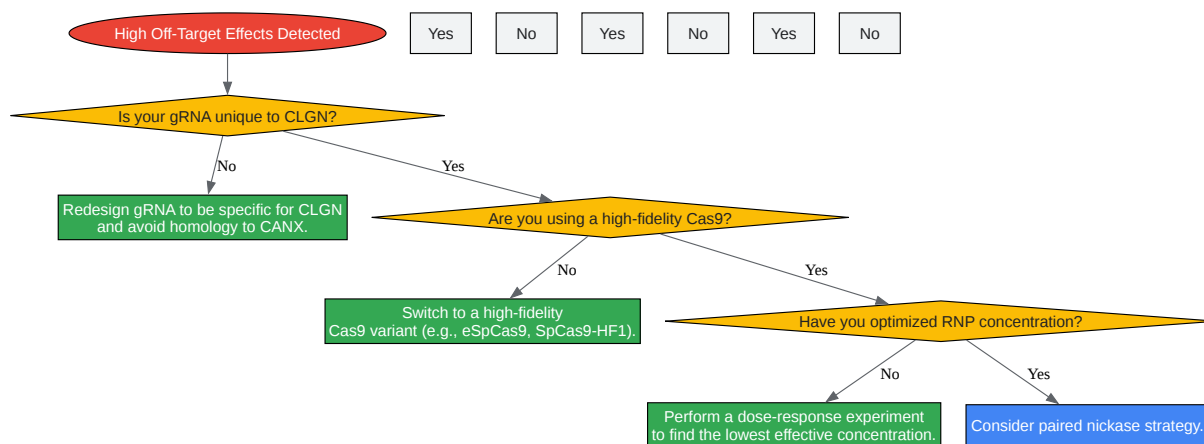 High Off-Target Effects Detected
Yes
No
Yes
No
Yes
No
Is your gRNA unique to CLGN?
No
Yes
Redesign gRNA to be specific for CLGN
and avoid homology to CANX.
Are you using a high-fidelity Cas9?
No
Yes
Switch to a high-fidelity
Cas9 variant (e.g., eSpCas9, SpCas9-HF1).
Have you optimized RNP concentration?
No
Yes
Perform a dose-response experiment
to find the lowest effective concentration.
Consider paired nickase strategy.